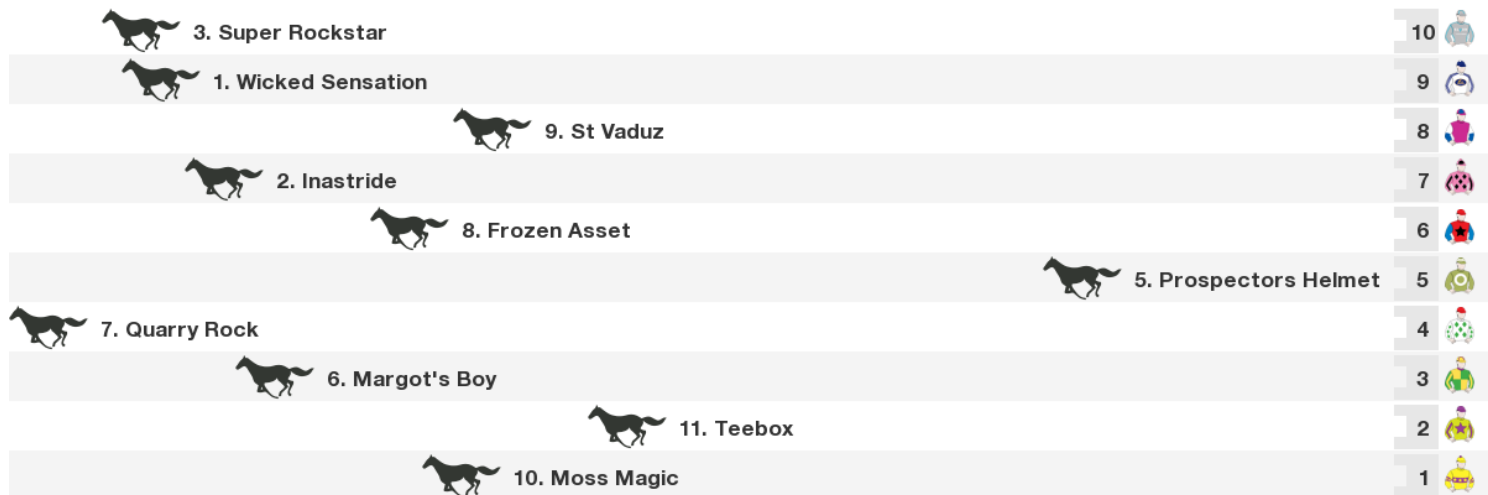 3. Super Rockstar 10
1. Wicked Sensation 9
9. St Vaduz 8
2. Inastride 7
8. Frozen Asset 6
5. Prospectors Helmet 5
7. Quarry Rock 4
6. Margot's Boy 3
11. Teebox 2
10. Moss Magic 1